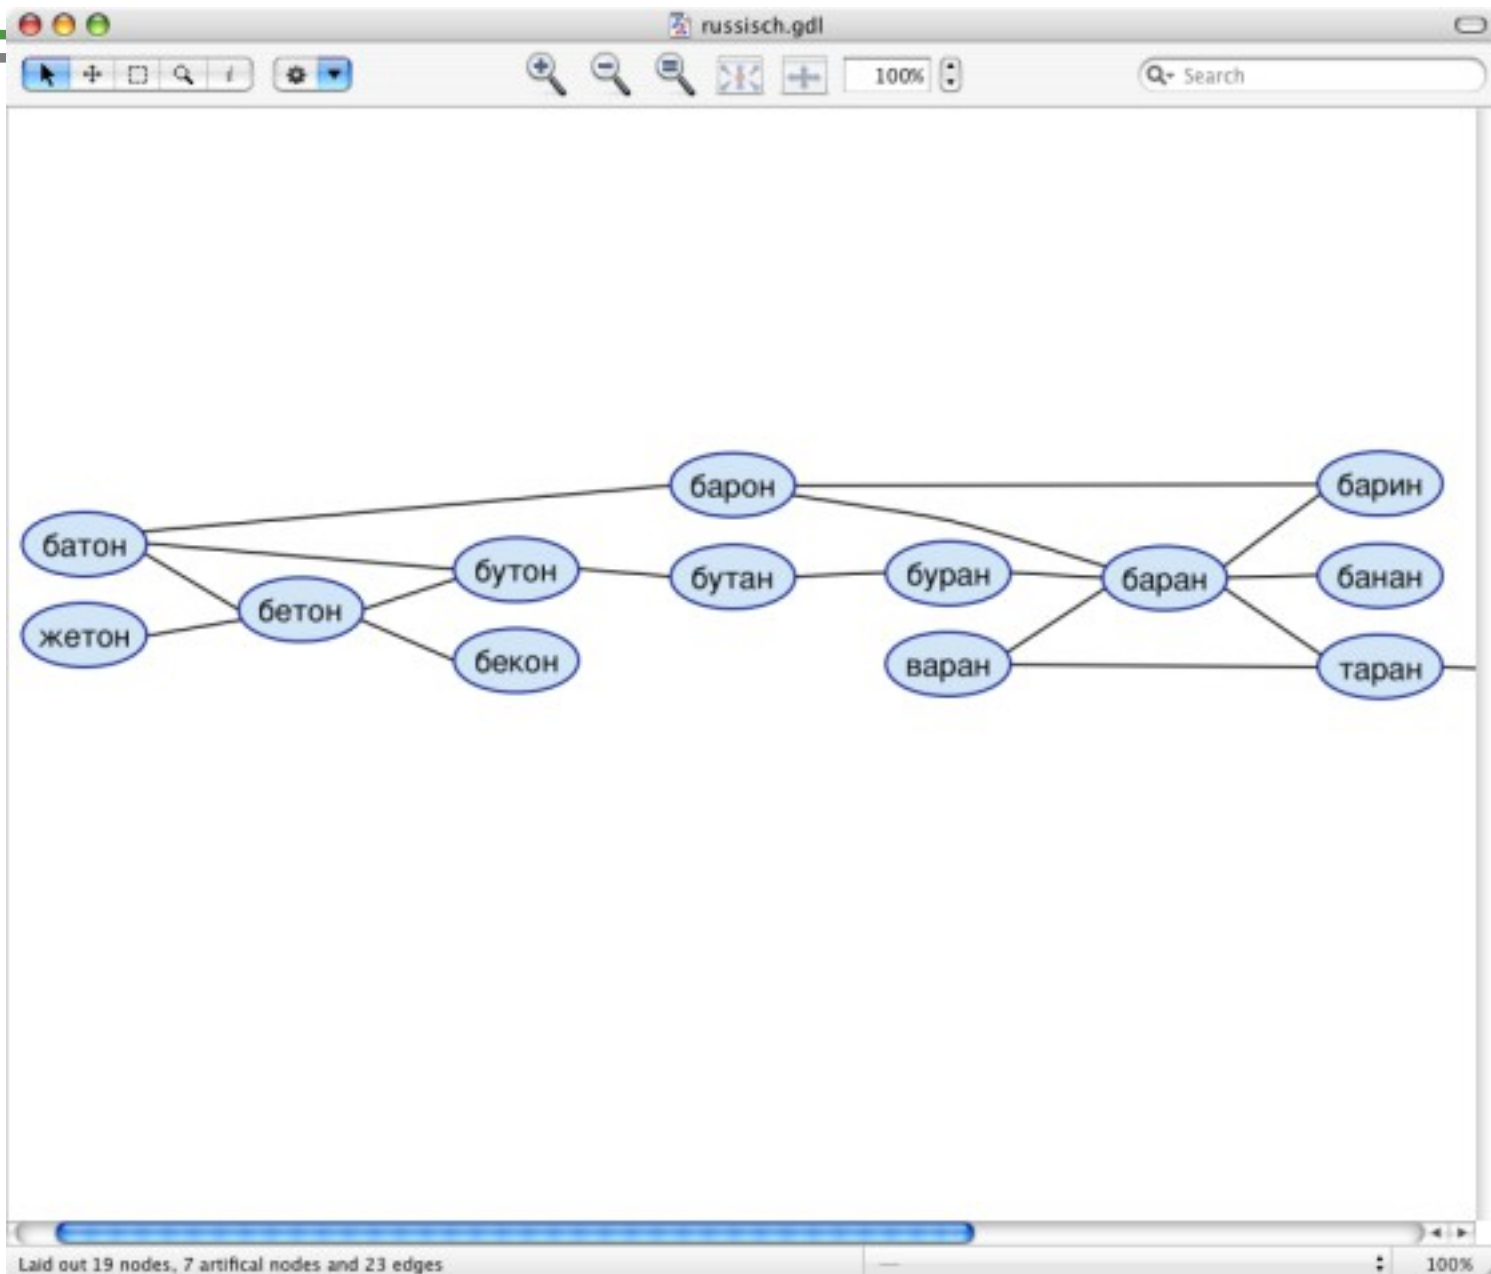 russisch.gdl
i
100%
Search
барон
барин
батон
бутон
бутан
буран
баран
банан
бетон
жетон
бекон
варан
таран
Laid out 19 nodes, 7 artifical nodes and 23 edges
100%